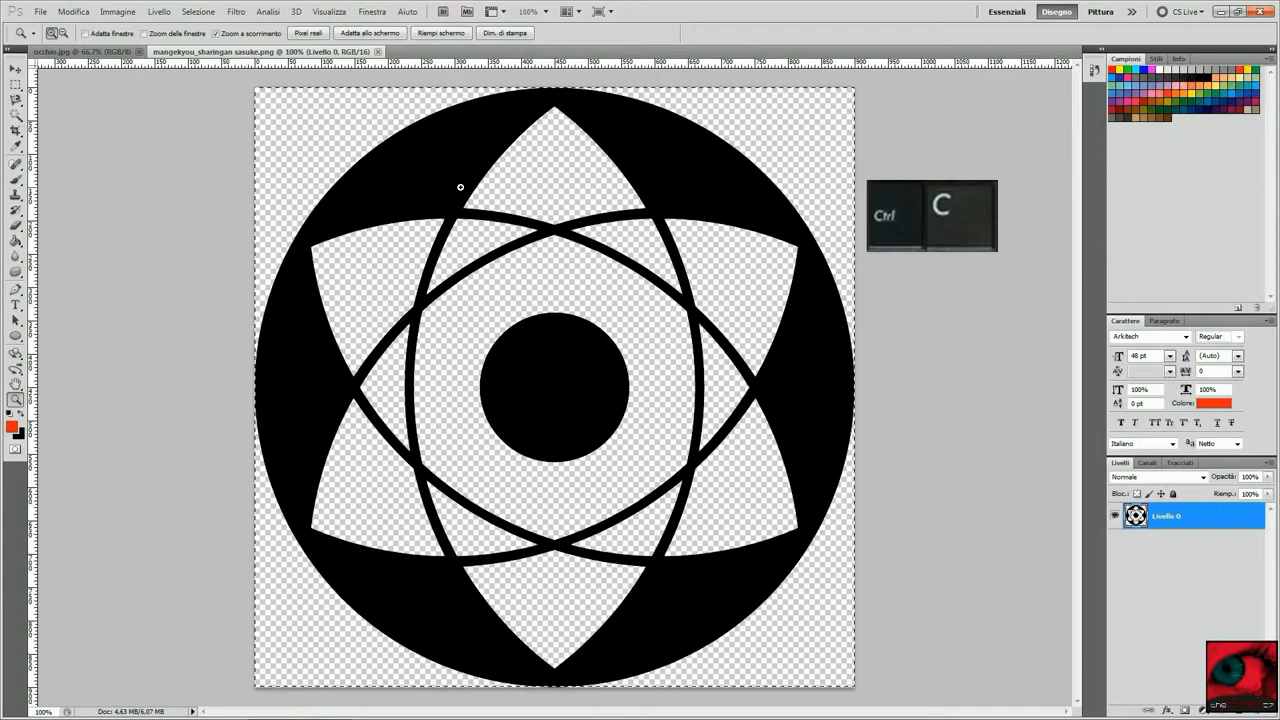 Ps File Modifica Immagine Livello Selezione Filtro Analisi 3D Visualizza Finestra Aiuto Br Mb 100% Essenziali Disegno Pittura CS Live
Adatta finestre Zoom delle finestre Zoom a scorrimento Pixel reali Adatta allo schermo Riempi schermo Dim. di stampa
occhio.jpg @ 66,7% (RGB/8) mangekyou_sharingan sasuke.png @ 100% (Livello 0, RGB/16)
Campioni Stili Info
Ctrl C
Carattere Paragrafo
Arkitech Regular
48 pt (Auto)
0
100% 100%
0 pt Colore:
Italiano Netto
Livelli Canali Tracciati
Normale Opacità: 100%
Bloc.: Riemp.: 100%
Livello 0
100% Doc: 4,63 MB/6,07 MB